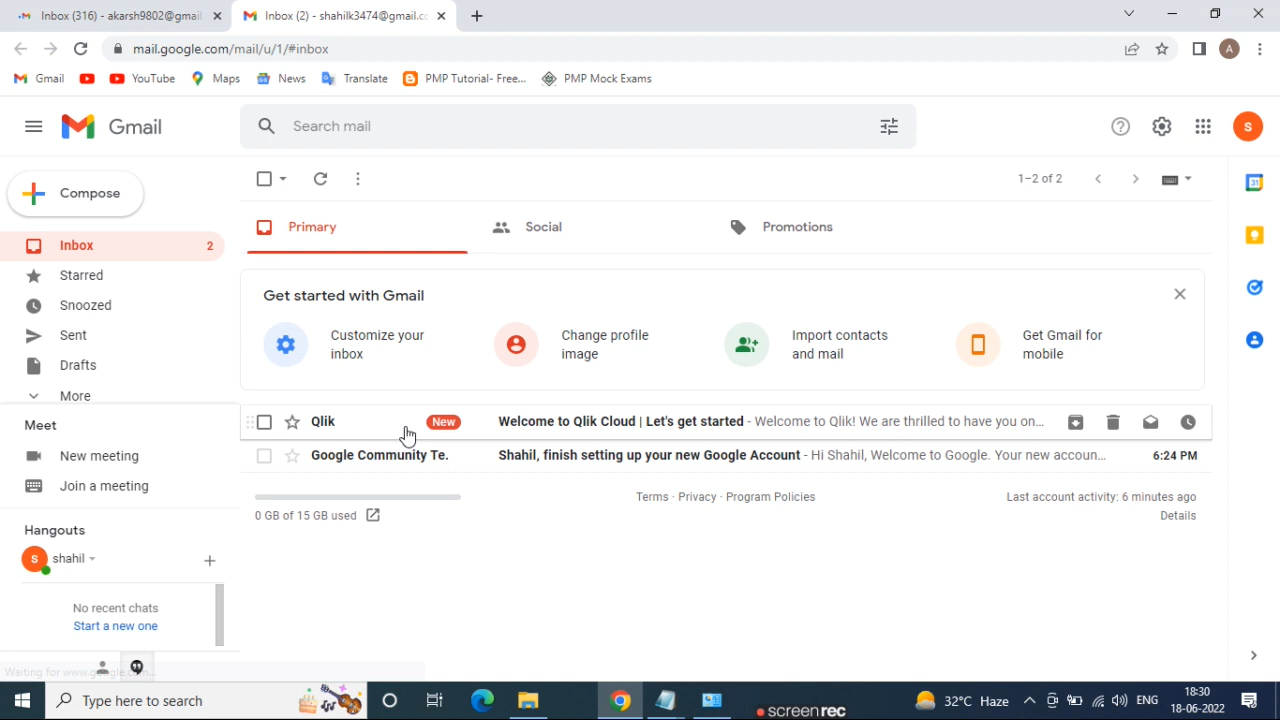 Inbox (316) - akarsh9802@gmail.
Inbox (2) - shahilk3474@gmail.co
mail.google.com/mail/u/1/#inbox
A
Gmail
YouTube
Maps
News
Translate
PMP Tutorial- Free...
PMP Mock Exams
Gmail
Search mail
S
Compose
1–2 of 2
31
Primary
Social
Promotions
Inbox 2
Starred
Snoozed
Sent
Drafts
More
Get started with Gmail
Customize your inbox
Change profile image
Import contacts and mail
Get Gmail for mobile
Qlik New Welcome to Qlik Cloud | Let's get started - Welcome to Qlik! We are thrilled to have you on...
Google Community Te. Shahil, finish setting up your new Google Account - Hi Shahil, Welcome to Google. Your new accoun... 6:24 PM
Meet
New meeting
Join a meeting
Terms · Privacy · Program Policies
Last account activity: 6 minutes ago
0 GB of 15 GB used
Details
Hangouts
S shahil
No recent chats
Start a new one
Waiting for www.google.com...
Type here to search
screenrec
32°C Haze
ENG
18:30
18-06-2022